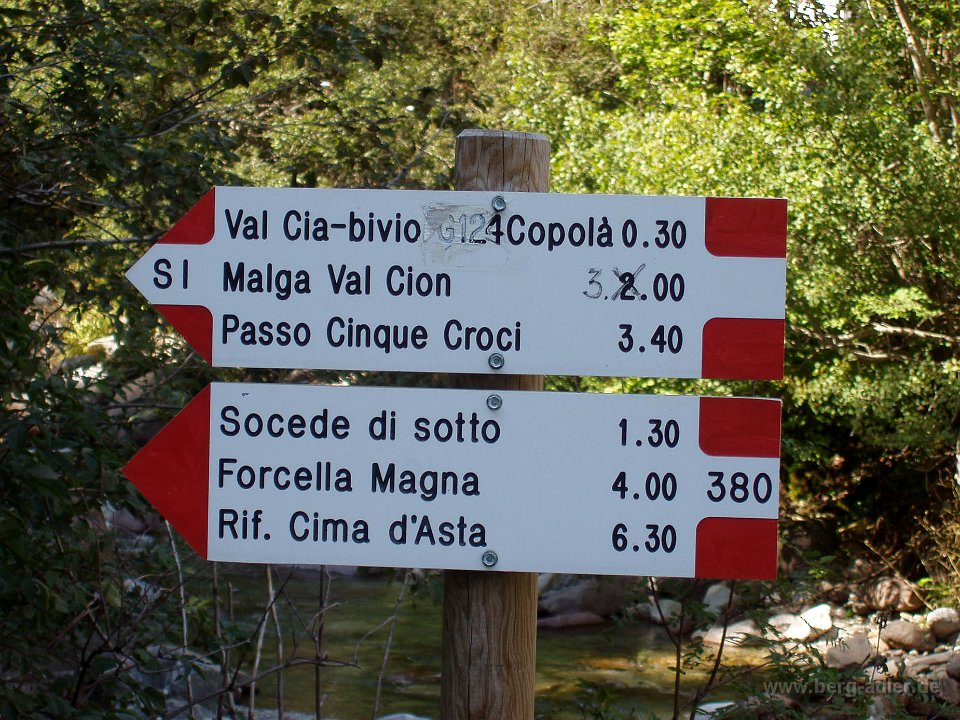 Val Cia-bivio G124 Copolà 0.30
SI
Malga Val Cion 3. 2.00
Passo Cinque Croci 3.40
Socede di sotto 1.30
Forcella Magna 4.00 380
Rif. Cima d'Asta 6.30
www.berg-adler.de